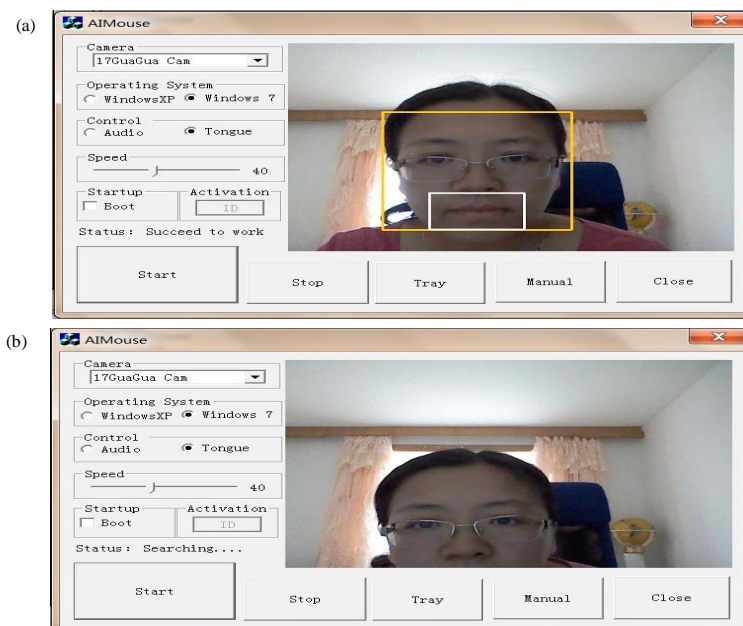 (a)
AIMouse
Camera
17GuaGua Cam
Operating System
WindowsXP Windows 7
Control
Audio Tongue
Speed
40
Startup Activation
Boot ID
Status: Succeed to work
Start Stop Tray Manual Close
(b)
AIMouse
Camera
17GuaGua Cam
Operating System
WindowsXP Windows 7
Control
Audio Tongue
Speed
40
Startup Activation
Boot ID
Status: Searching....
Start Stop Tray Manual Close